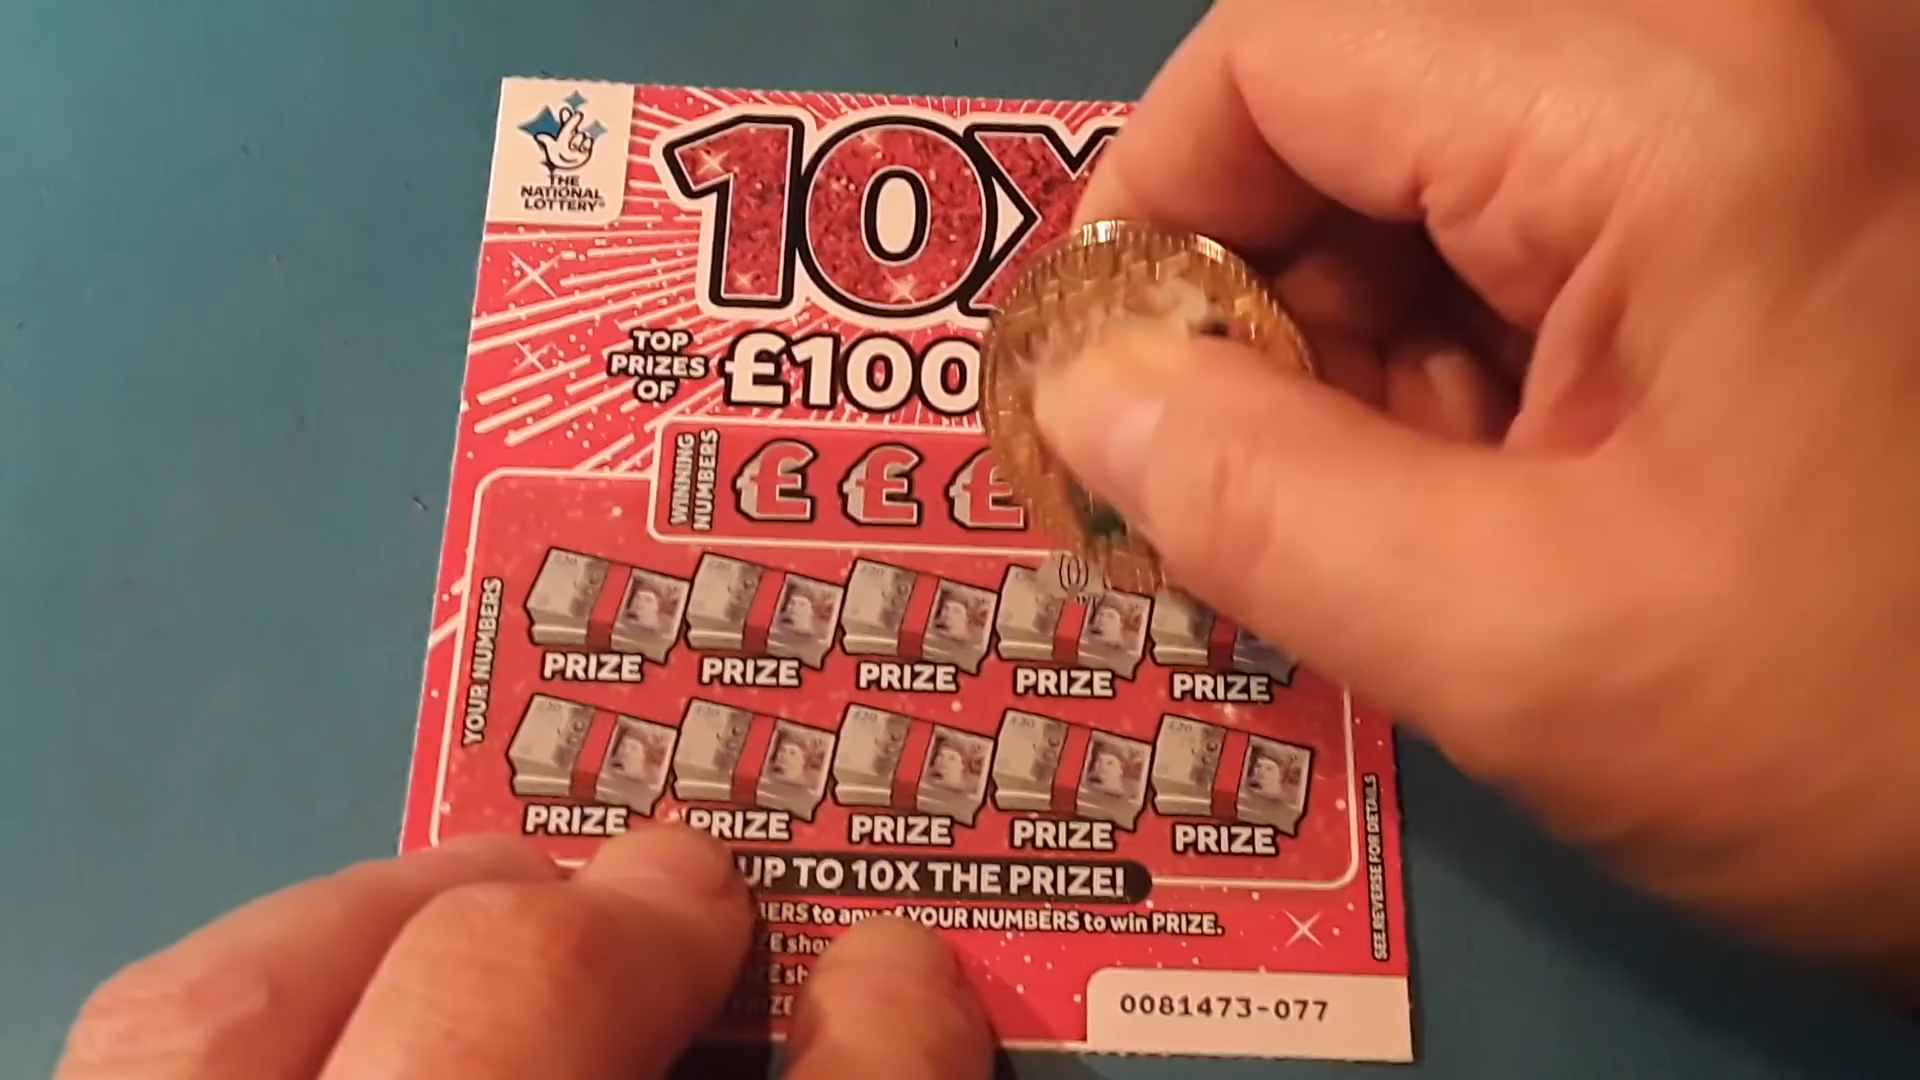 THE
NATIONAL
LOTTERY®
10X
TOP
PRIZES
OF
£100
WINNING
NUMBERS
£ £ £
YOUR NUMBERS
PRIZE PRIZE PRIZE PRIZE PRIZE
PRIZE PRIZE PRIZE PRIZE PRIZE
UP TO 10X THE PRIZE!
to any of YOUR NUMBERS to win PRIZE.
SEE REVERSE FOR DETAILS
0081473-077